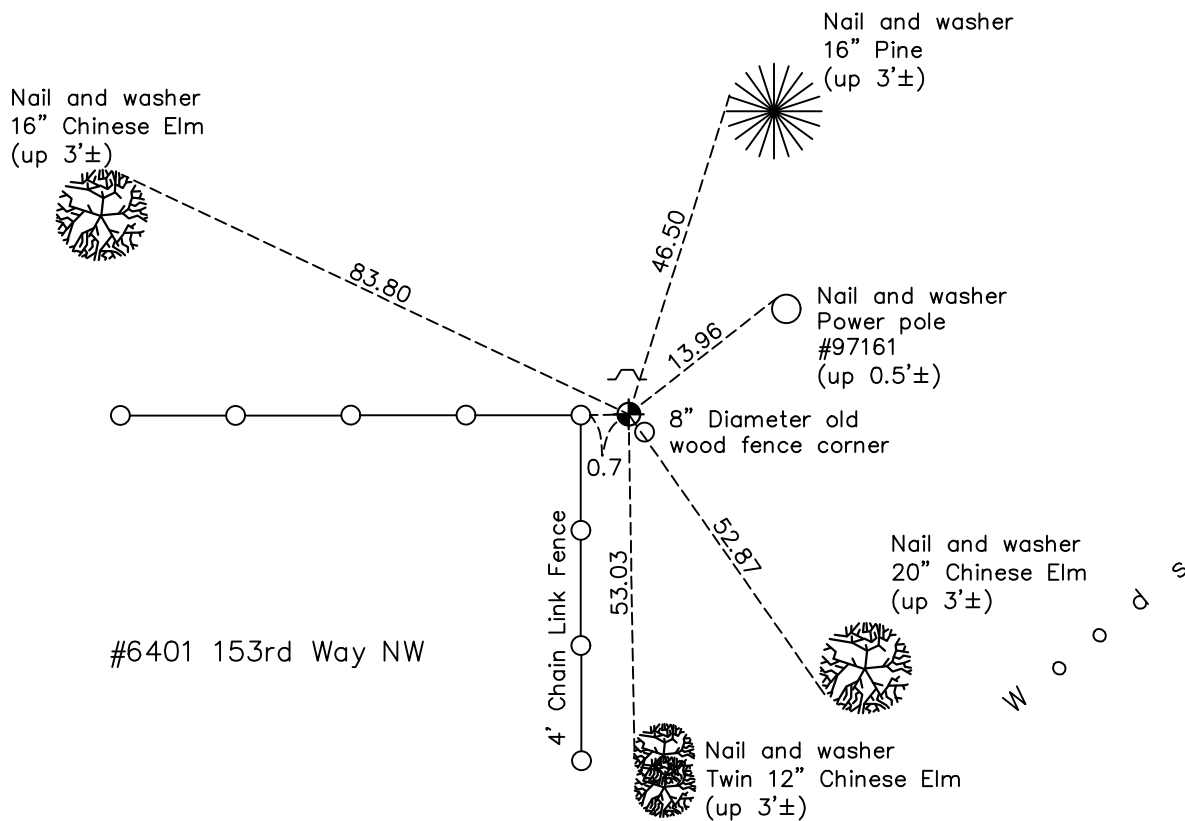 Nail and washer
16” Pine
(up 3’±)
Nail and washer
16” Chinese Elm
(up 3’±)
83.80
46.50
13.96
Nail and washer
Power pole
#97161
(up 0.5’±)
8” Diameter old
wood fence corner
0.7
4’ Chain Link Fence
53.03
52.87
Nail and washer
20” Chinese Elm
(up 3’±)
Woods
#6401 153rd Way NW
Nail and washer
Twin 12” Chinese Elm
(up 3’±)